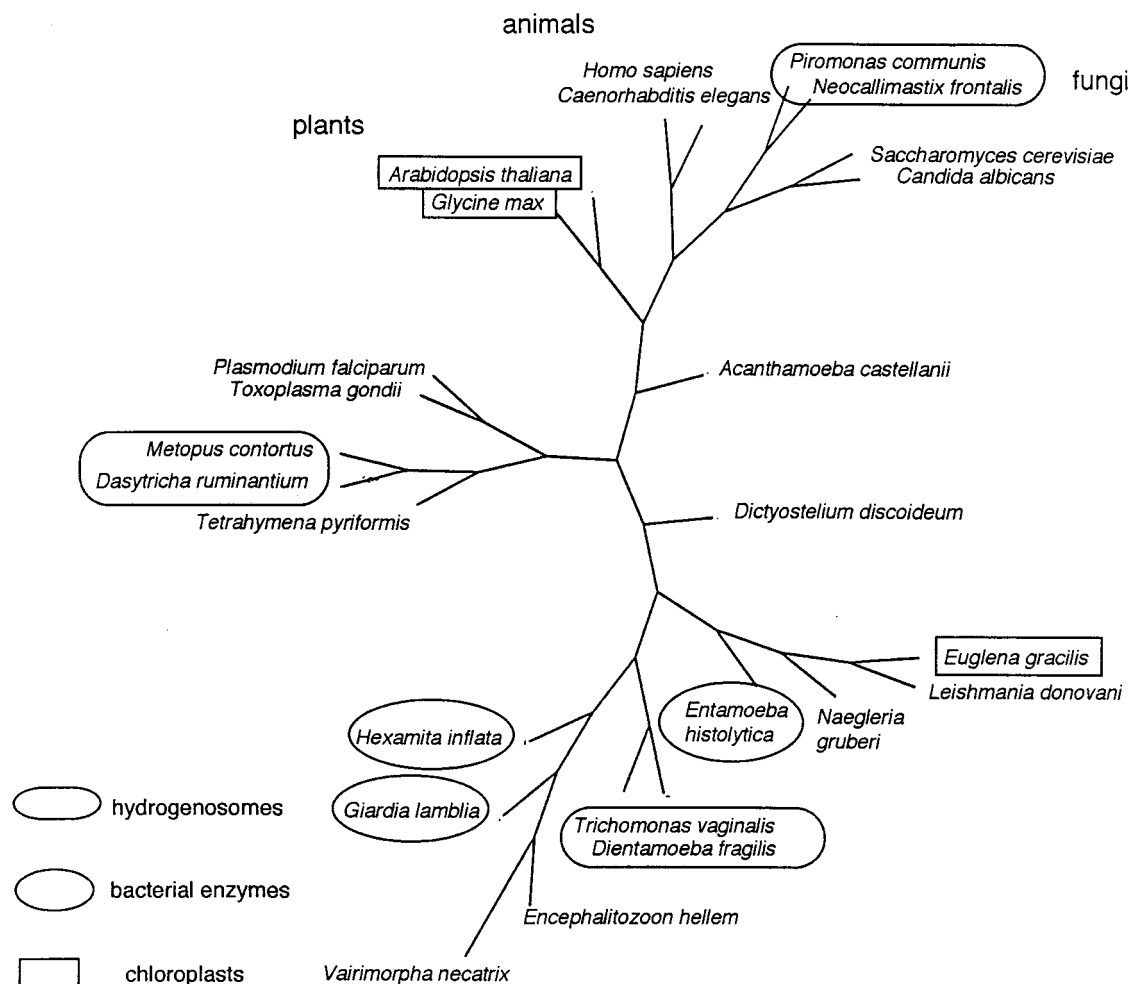 animals
Homo sapiens
Caenorhabditis elegans
Piromonas communis
Neocallimastix frontalis
fungi
plants
Arabidopsis thaliana
Glycine max
Saccharomyces cerevisiae
Candida albicans
Plasmodium falciparum
Toxoplasma gondii
Acanthamoeba castellanii
Metopus contortus
Dasytricha ruminantium
Tetrahymena pyriformis
Dictyostelium discoideum
Euglena gracilis
Leishmania donovani
Entamoeba
histolytica
Naegleria
gruberi
Hexamita inflata
Giardia lamblia
Trichomonas vaginalis
Dientamoeba fragilis
hydrogenosomes
bacterial enzymes
chloroplasts
Encephalitozoon hellem
Vairimorpha necatrix